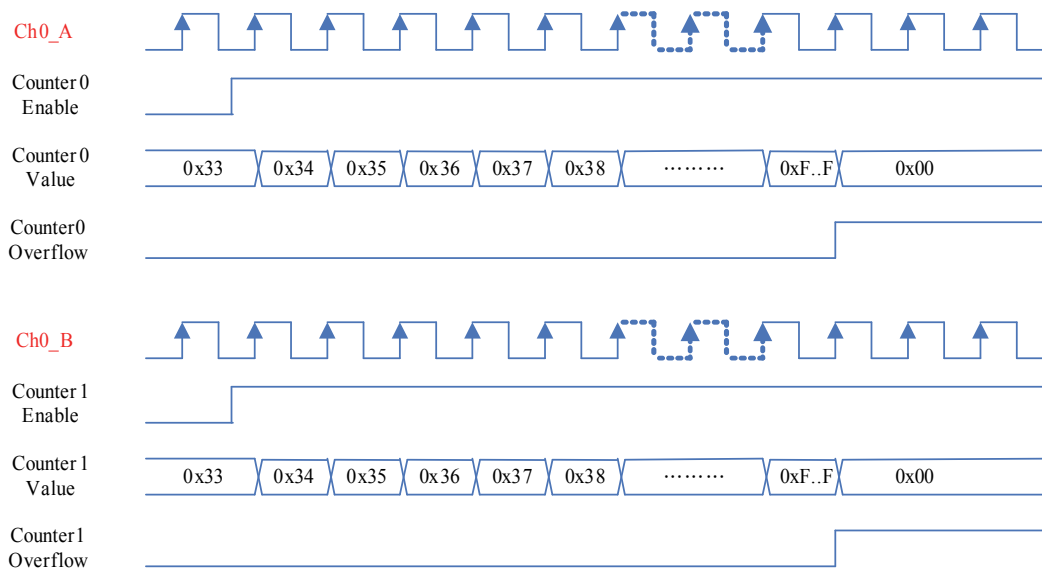 Ch0_A
Counter 0
Enable
Counter 0
Value
0x33 0x34 0x35 0x36 0x37 0x38 ········· 0xF..F 0x00
Counter0
Overflow
Ch0_B
Counter 1
Enable
Counter 1
Value
0x33 0x34 0x35 0x36 0x37 0x38 ········· 0xF..F 0x00
Counter1
Overflow